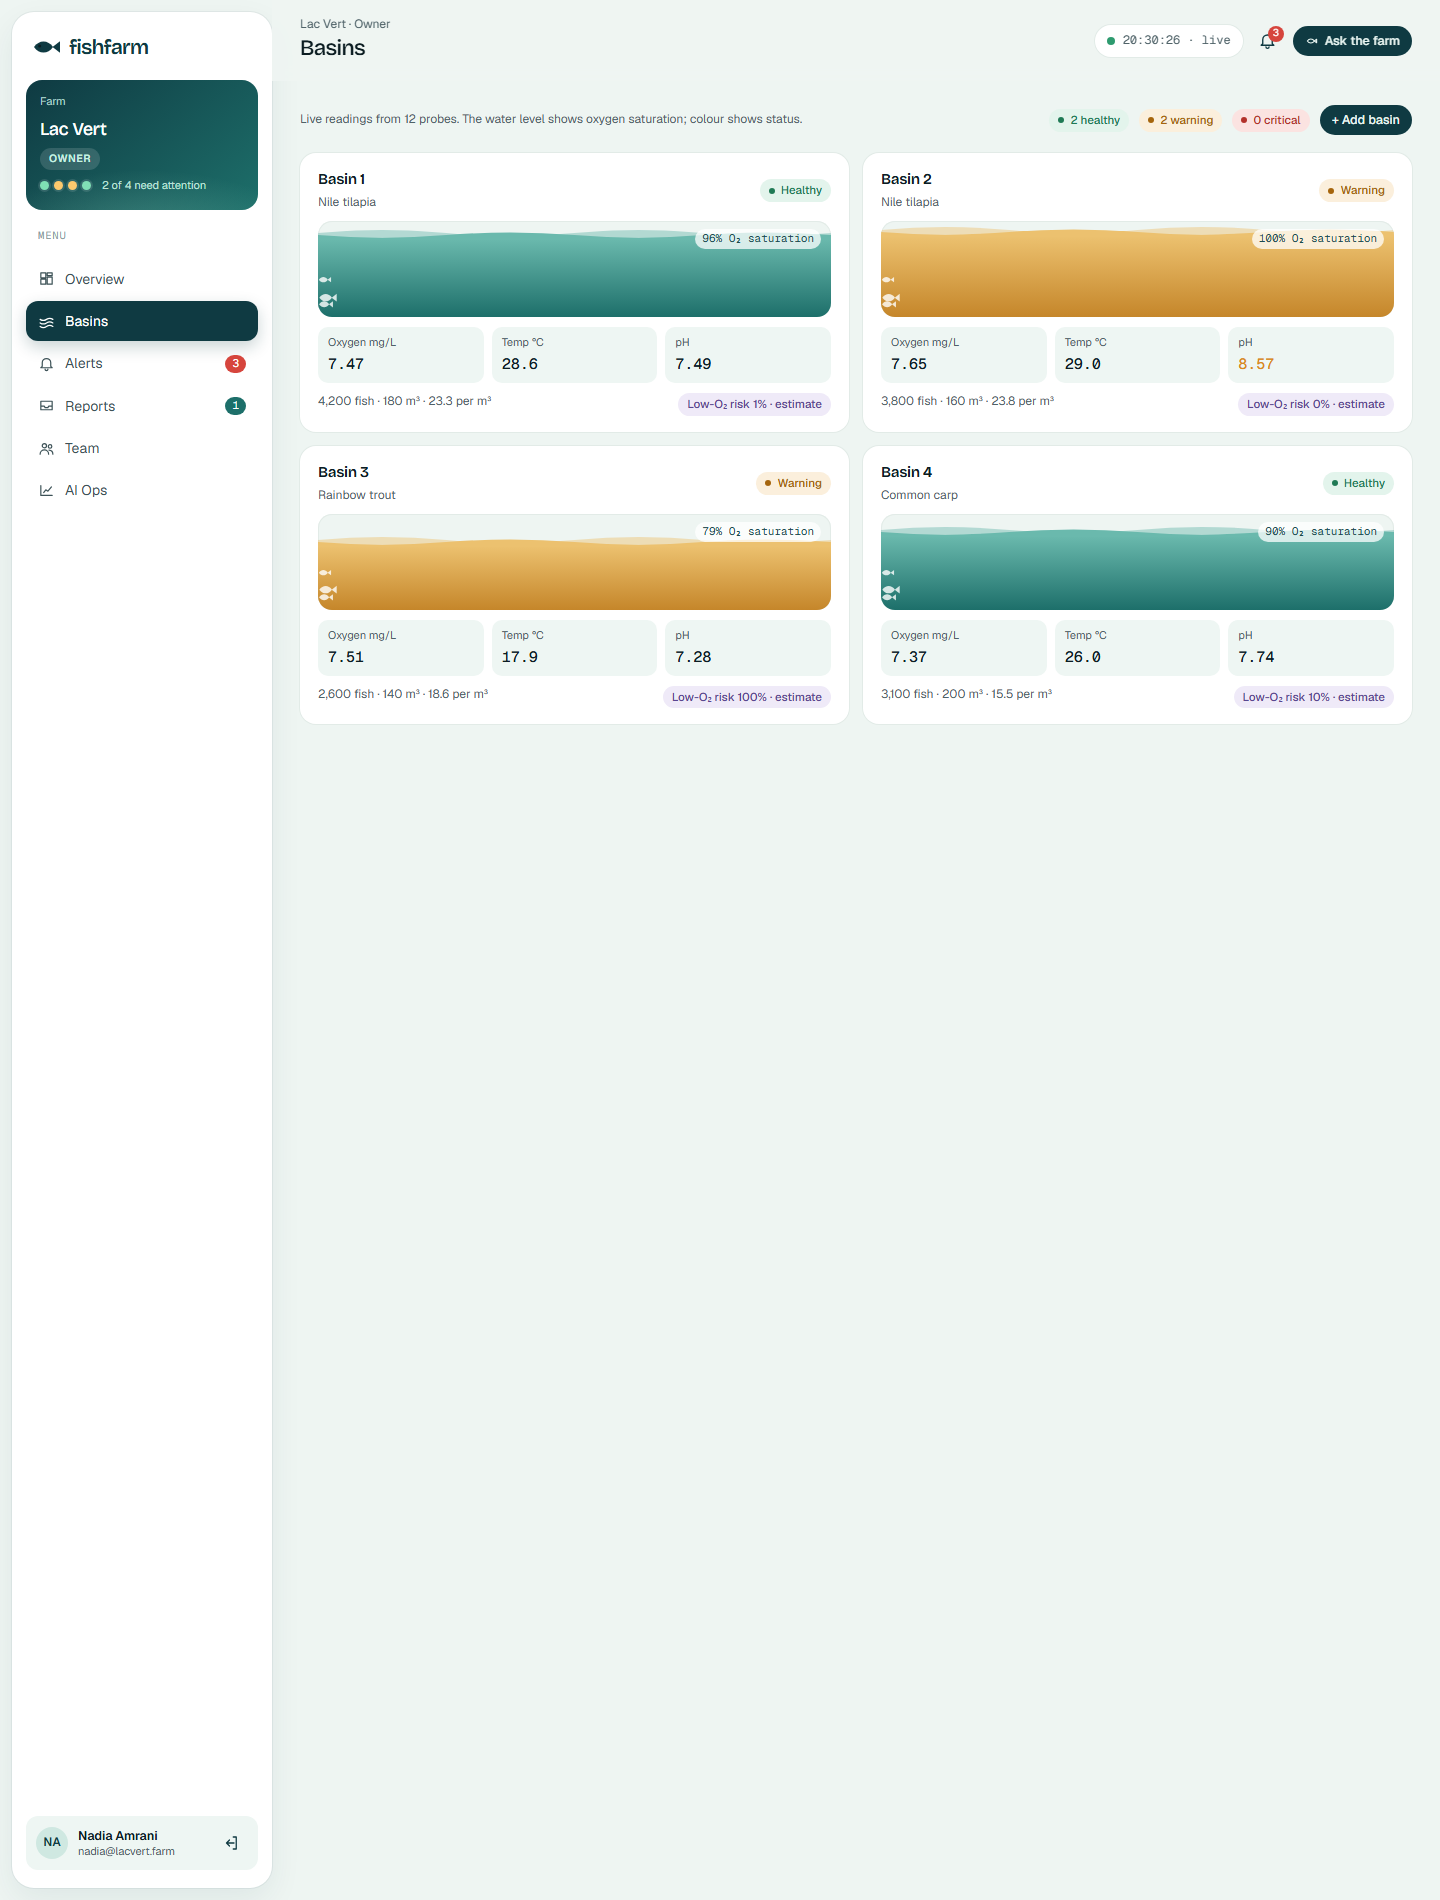 fishfarm
Farm
Lac Vert
OWNER
2 of 4 need attention
MENU
Overview
Basins
Alerts
3
Reports
1
Team
AI Ops
NA
Nadia Amrani
nadia@lacvert.farm
Lac Vert · Owner
Basins
20:30:26 · live
3
Ask the farm
Live readings from 12 probes. The water level shows oxygen saturation; colour shows status.
2 healthy
2 warning
0 critical
+ Add basin
Basin 1
Nile tilapia
Healthy
96% O₂ saturation
Oxygen mg/L
7.47
Temp °C
28.6
pH
7.49
4,200 fish · 180 m³ · 23.3 per m³
Low-O₂ risk 1% · estimate
Basin 2
Nile tilapia
Warning
100% O₂ saturation
Oxygen mg/L
7.65
Temp °C
29.0
pH
8.57
3,800 fish · 160 m³ · 23.8 per m³
Low-O₂ risk 0% · estimate
Basin 3
Rainbow trout
Warning
79% O₂ saturation
Oxygen mg/L
7.51
Temp °C
17.9
pH
7.28
2,600 fish · 140 m³ · 18.6 per m³
Low-O₂ risk 100% · estimate
Basin 4
Common carp
Healthy
90% O₂ saturation
Oxygen mg/L
7.37
Temp °C
26.0
pH
7.74
3,100 fish · 200 m³ · 15.5 per m³
Low-O₂ risk 10% · estimate